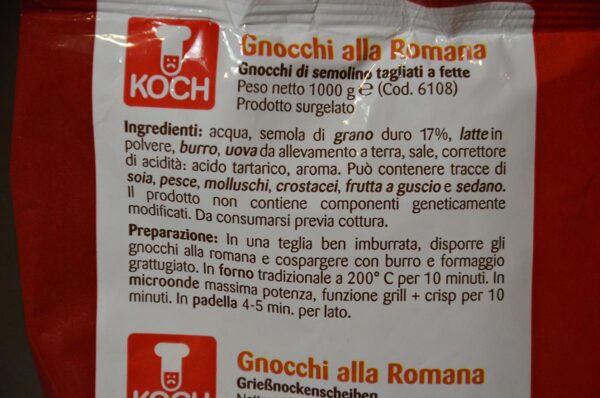 KOCH
Gnocchi alla Romana
Gnocchi di semolino tagliati a fette
Peso netto 1000 g ℮ (Cod. 6108)
Prodotto surgelato
Ingredienti: acqua, semola di grano duro 17%, latte in
polvere, burro, uova da allevamento a terra, sale, correttore
di acidità: acido tartarico, aroma. Può contenere tracce di
soia, pesce, molluschi, crostacei, frutta a guscio e sedano.
Il prodotto non contiene componenti geneticamente
modificati. Da consumarsi previa cottura.
Preparazione: In una teglia ben imburrata, disporre gli
gnocchi alla romana e cospargere con burro e formaggio
grattugiato. In forno tradizionale a 200° C per 10 minuti. In
microonde massima potenza, funzione grill + crisp per 10
minuti. In padella 4-5 min. per lato.
KOCH
Gnocchi alla Romana
Grießnockenscheiben